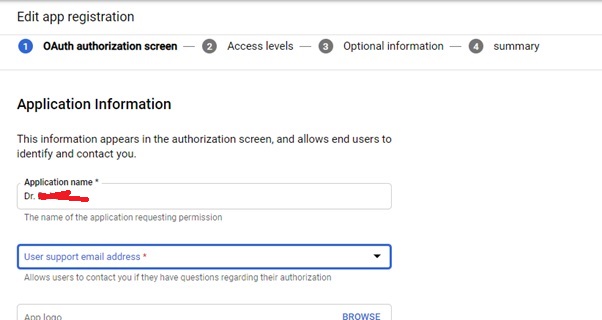 Edit app registration
1 OAuth authorization screen — 2 Access levels — 3 Optional information — 4 summary
Application Information
This information appears in the authorization screen, and allows end users to
identify and contact you.
Application name *
Dr.
The name of the application requesting permission
User support email address *
Allows users to contact you if they have questions regarding their authorization
App logo
BROWSE